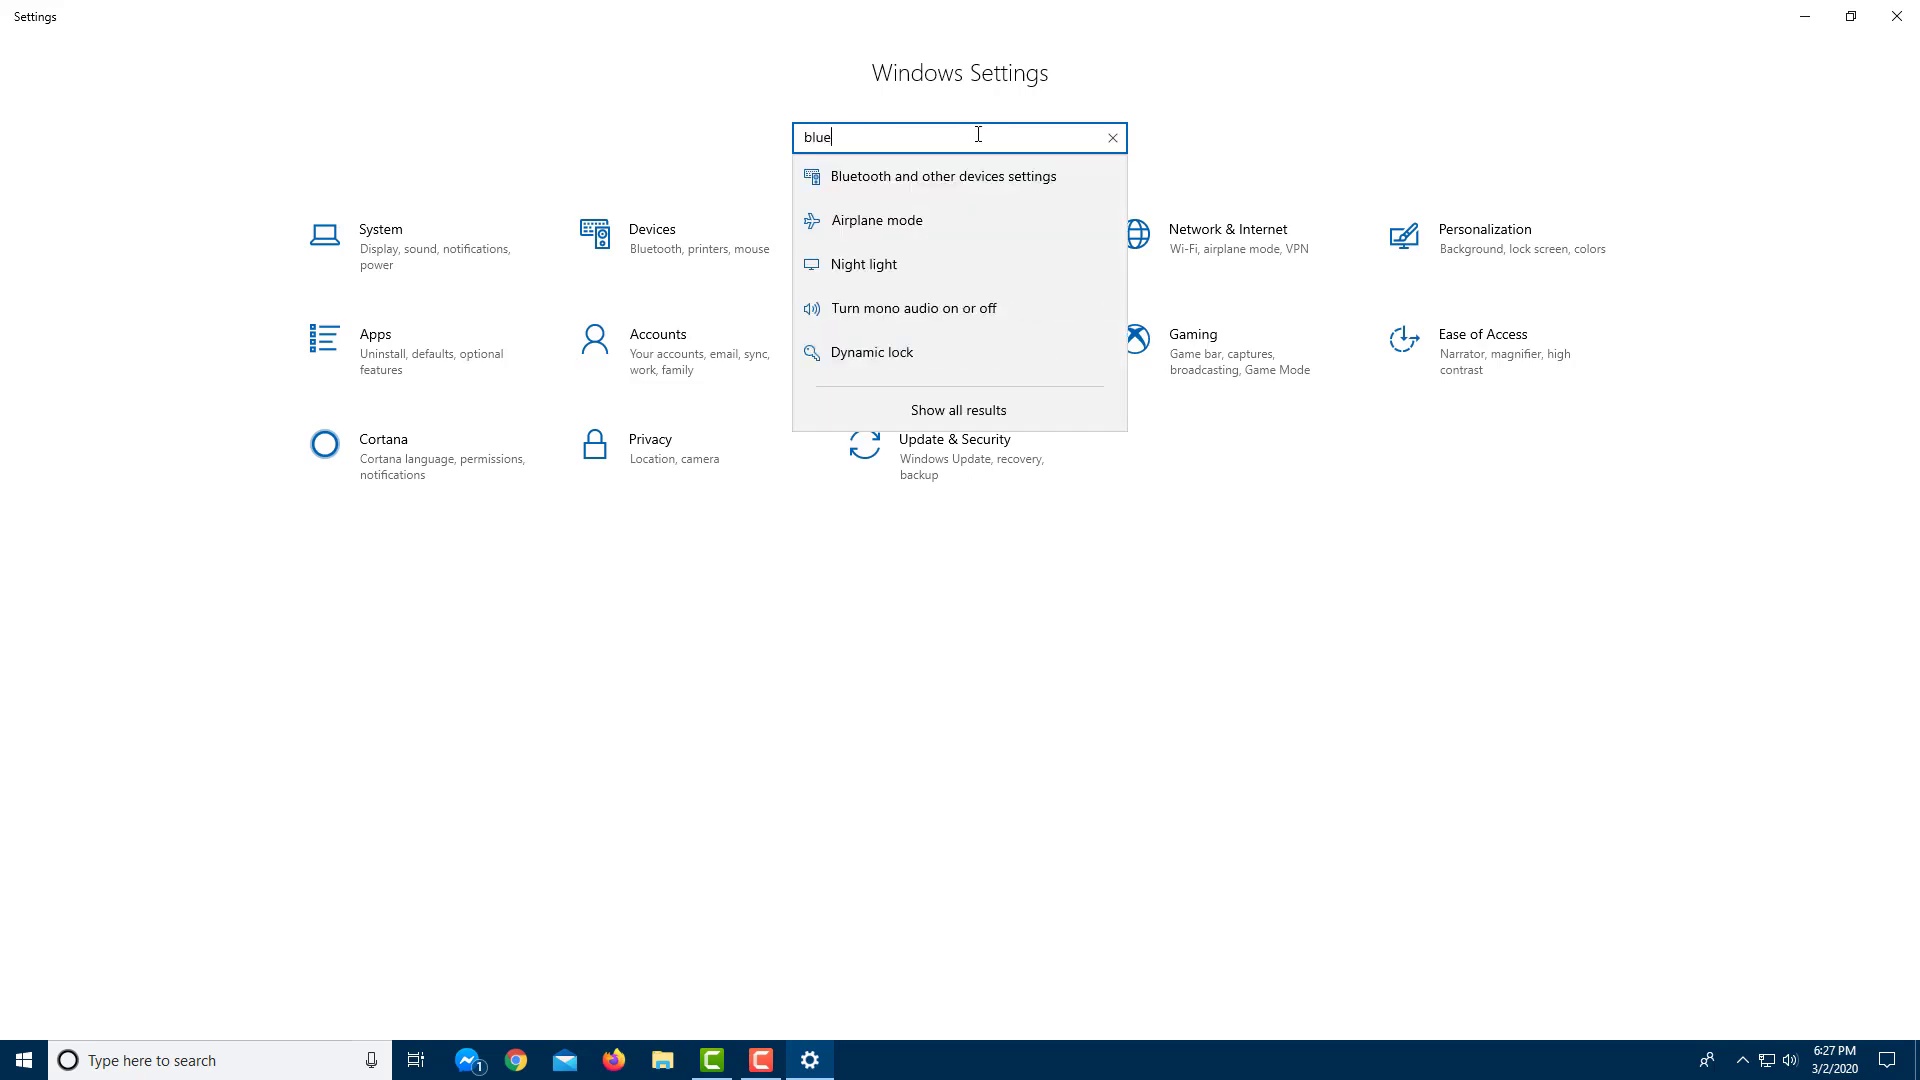 Settings
Windows Settings
blue
Bluetooth and other devices settings
Airplane mode
Night light
Turn mono audio on or off
Dynamic lock
Show all results
System
Display, sound, notifications,
power
Devices
Bluetooth, printers, mouse
Network & Internet
Wi-Fi, airplane mode, VPN
Personalization
Background, lock screen, colors
Apps
Uninstall, defaults, optional
features
Accounts
Your accounts, email, sync,
work, family
Gaming
Game bar, captures,
broadcasting, Game Mode
Ease of Access
Narrator, magnifier, high
contrast
Cortana
Cortana language, permissions,
notifications
Privacy
Location, camera
Update & Security
Windows Update, recovery,
backup
Type here to search
1
6:27 PM
3/2/2020